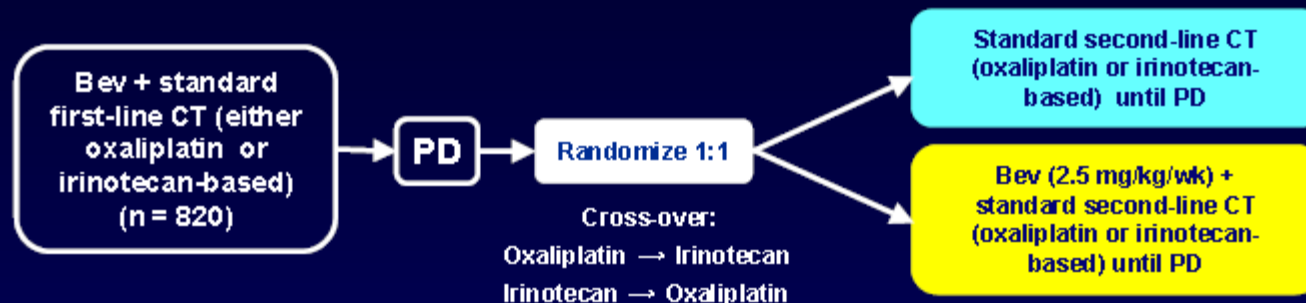 Bev + standard
first-line CT (either
oxaliplatin or
irinotecan-based)
(n = 820)
PD
Randomize 1:1
Cross-over:
Oxaliplatin → Irinotecan
Irinotecan → Oxaliplatin
Standard second-line CT
(oxaliplatin or irinotecan-
based) until PD
Bev (2.5 mg/kg/wk) +
standard second-line CT
(oxaliplatin or irinotecan-
based) until PD